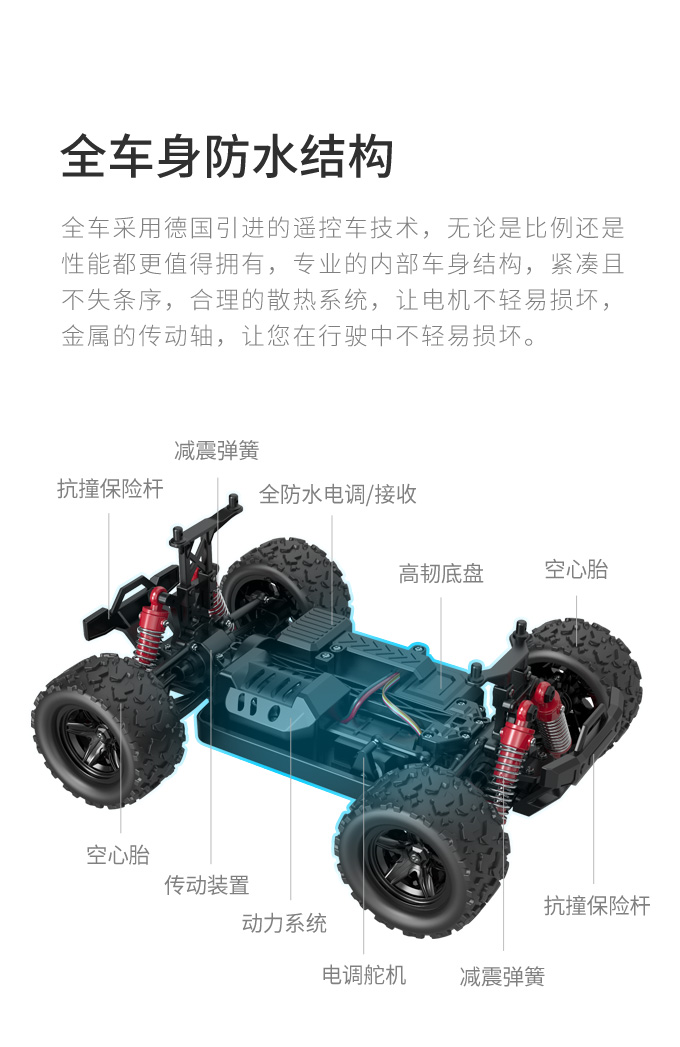 全车身防水结构
全车采用德国引进的遥控车技术，无论是比例还是
性能都更值得拥有，专业的内部车身结构，紧凑且
不失条序，合理的散热系统，让电机不轻易损坏，
金属的传动轴，让您在行驶中不轻易损坏。
减震弹簧
抗撞保险杆
全防水电调/接收
高韧底盘
空心胎
空心胎
传动装置
动力系统
抗撞保险杆
电调舵机
减震弹簧